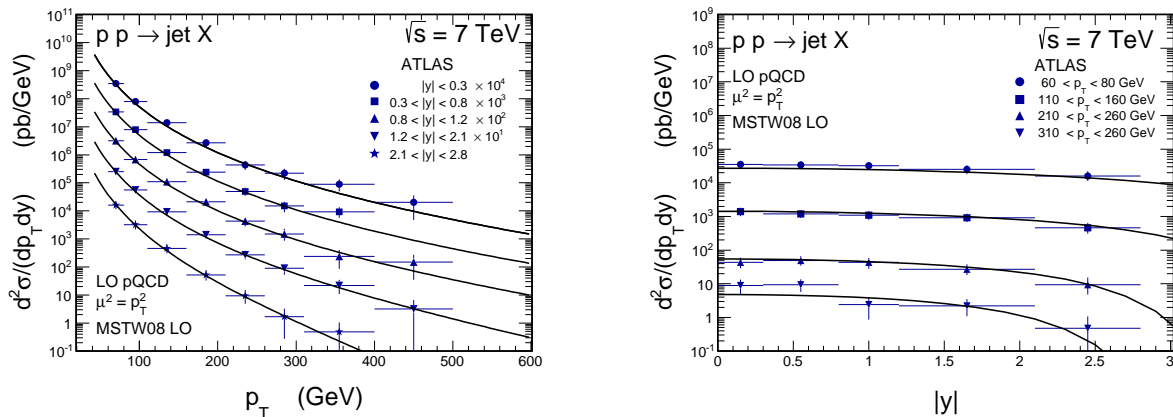 p p → jet X
√s = 7 TeV
ATLAS
|y| < 0.3 × 10⁴
0.3 < |y| < 0.8 × 10³
0.8 < |y| < 1.2 × 10²
1.2 < |y| < 2.1 × 10¹
2.1 < |y| < 2.8
LO pQCD
μ² = p_T²
MSTW08 LO
d²σ/(dp_T dy) (pb/GeV)
10¹¹
10¹⁰
10⁹
10⁸
10⁷
10⁶
10⁵
10⁴
10³
10²
10
1
10⁻¹
100 200 300 400 500 600
p_T (GeV)
p p → jet X
√s = 7 TeV
ATLAS
60 < p_T < 80 GeV
110 < p_T < 160 GeV
210 < p_T < 260 GeV
310 < p_T < 260 GeV
LO pQCD
μ² = p_T²
MSTW08 LO
d²σ/(dp_T dy) (pb/GeV)
10⁹
10⁸
10⁷
10⁶
10⁵
10⁴
10³
10²
10
1
10⁻¹
0 0.5 1 1.5 2 2.5 3
|y|